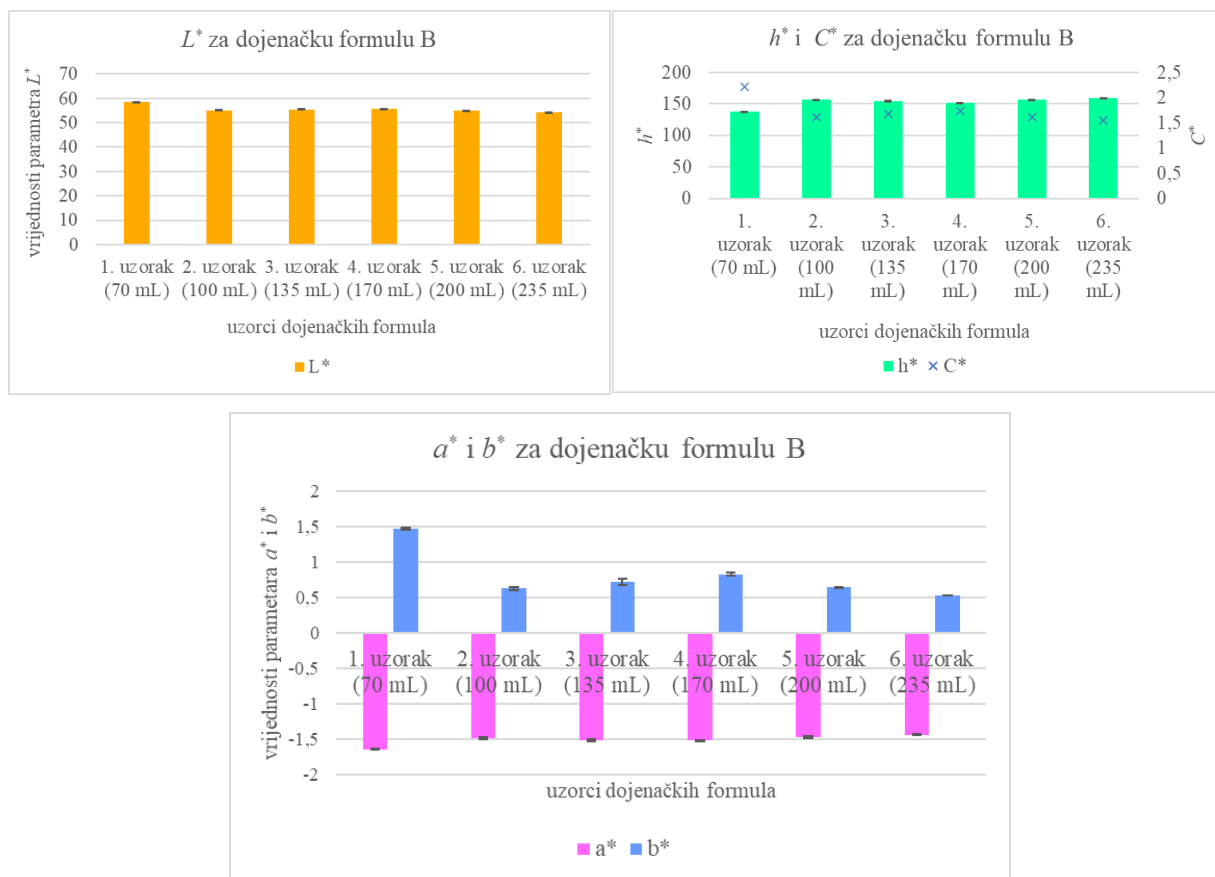 L* za dojenačku formulu B
vrijednosti parametra L*
70
60
50
40
30
20
10
0
1. uzorak 2. uzorak 3. uzorak 4. uzorak 5. uzorak 6. uzorak
(70 mL) (100 mL) (135 mL) (170 mL) (200 mL) (235 mL)
uzorci dojenačkih formula
L*
h* i C* za dojenačku formulu B
h*
200
150
100
50
0
C*
2,5
2
1,5
1
0,5
0
1. 2. 3. 4. 5. 6.
uzorak uzorak uzorak uzorak uzorak uzorak
(70 mL) (100 (135 (170 (200 (235
mL) mL) mL) mL) mL)
uzorci dojenačkih formula
h* C*
a* i b* za dojenačku formulu B
vrijednosti parametara a* i b*
2
1,5
1
0,5
0
-0,5
-1
-1,5
-2
1. uzorak 2. uzorak 3. uzorak 4. uzorak 5. uzorak 6. uzorak
(70 mL) (100 mL) (135 mL) (170 mL) (200 mL) (235 mL)
uzorci dojenačkih formula
a* b*